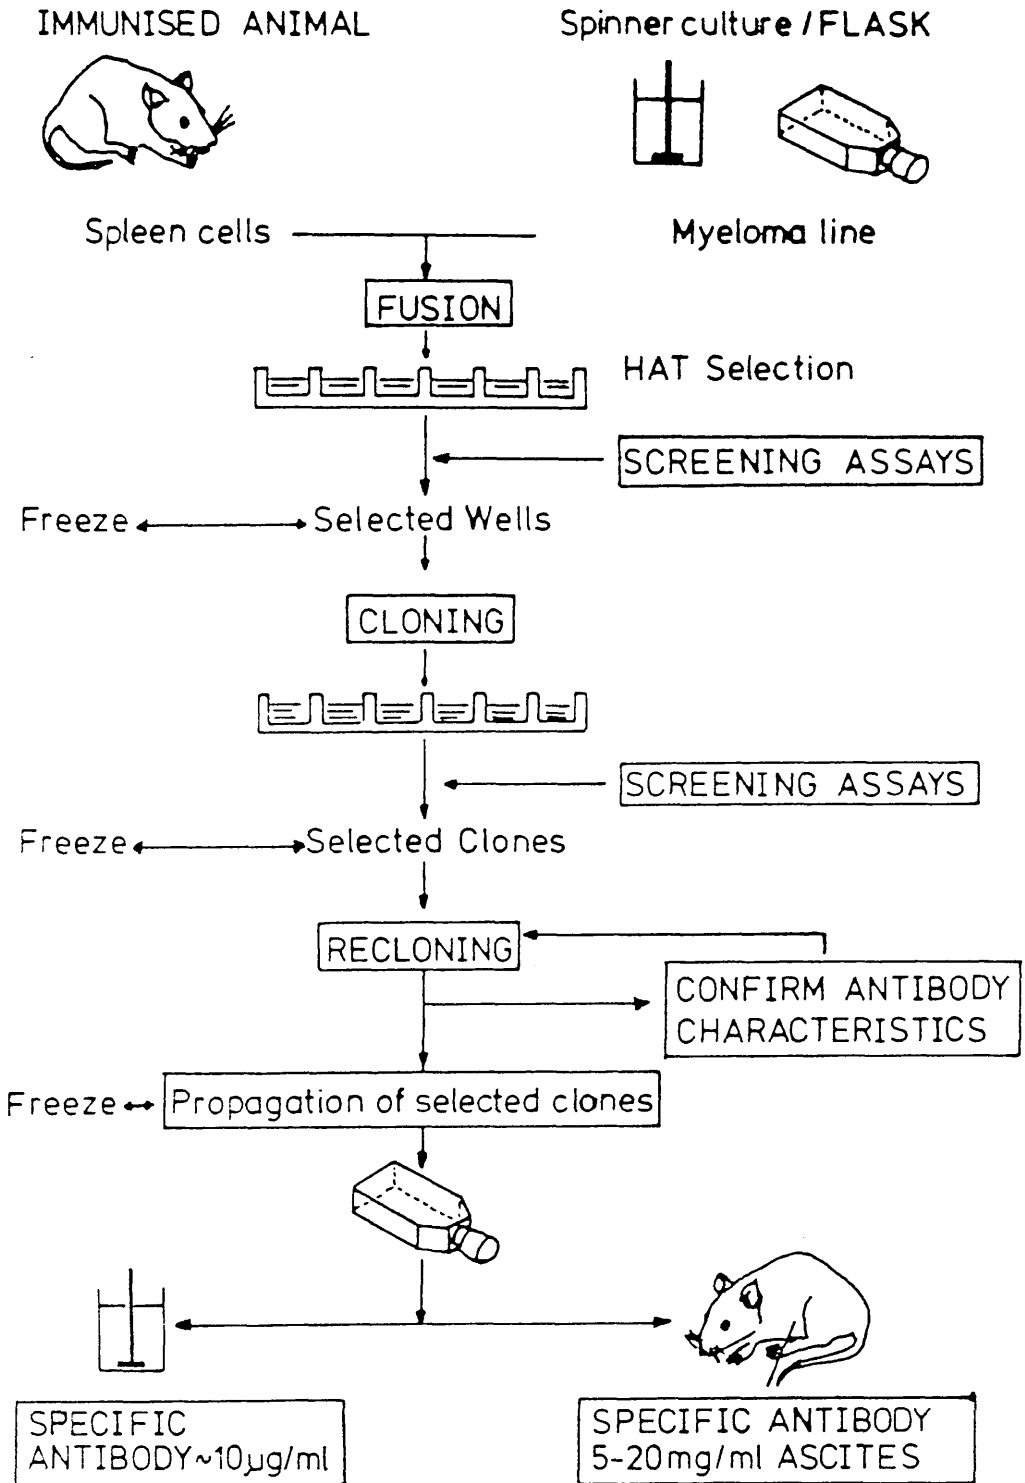 IMMUNISED ANIMAL
Spinner culture / FLASK
Spleen cells
Myeloma line
FUSION
HAT Selection
SCREENING ASSAYS
Freeze
Selected Wells
CLONING
SCREENING ASSAYS
Freeze
Selected Clones
RECLONING
CONFIRM ANTIBODY
CHARACTERISTICS
Freeze
Propagation of selected clones
SPECIFIC
ANTIBODY~10µg/ml
SPECIFIC ANTIBODY
5-20mg/ml ASCITES